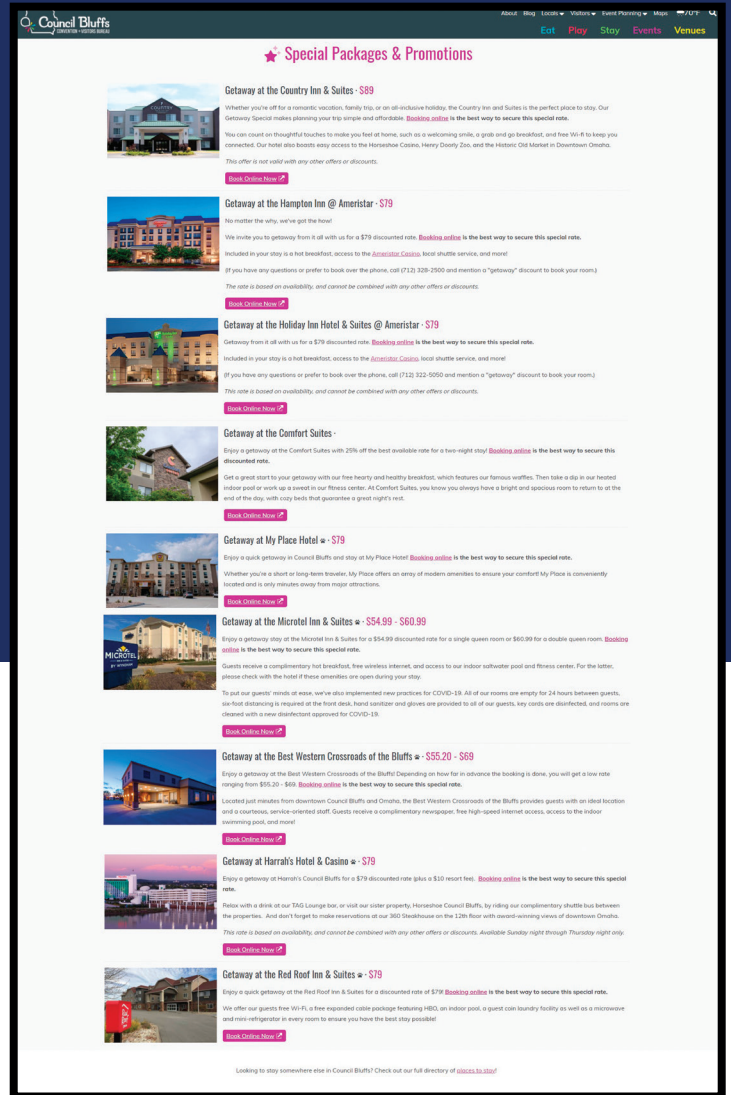 About Blog Locals Visitors Event Planning Maps 70°F
Council Bluffs
CONVENTION + VISITORS BUREAU
Eat Play Stay Events Venues
Special Packages & Promotions
Getaway at the Country Inn & Suites · $89
Whether you're off for a romantic vacation, family trip, or an all-inclusive holiday, the Country Inn and Suites is the perfect place to stay. Our
Getaway Special makes planning your trip simple and affordable. Booking online is the best way to secure this special rate.
You can count on thoughtful touches to make you feel at home, such as a welcoming smile, a grab and go breakfast, and free Wi-fi to keep you
connected. Our hotel also boasts easy access to the Horseshoe Casino, Henry Doorly Zoo, and the Historic Old Market in Downtown Omaha.
This offer is not valid with any other offers or discounts.
Book Online Now
Getaway at the Hampton Inn @ Ameristar · $79
No matter the why, we've got the how!
We invite you to getaway from it all with us for a $79 discounted rate. Booking online is the best way to secure this special rate.
Included in your stay is a hot breakfast, access to the Ameristar Casino, local shuttle service, and more!
(If you have any questions or prefer to book over the phone, call (712) 328-2500 and mention a "getaway" discount to book your room.)
The rate is based on availability, and cannot be combined with any other offers or discounts.
Book Online Now
Getaway at the Holiday Inn Hotel & Suites @ Ameristar · $79
Getaway from it all with us for a $79 discounted rate. Booking online is the best way to secure this special rate.
Included in your stay is a hot breakfast, access to the Ameristar Casino, local shuttle service, and more!
(If you have any questions or prefer to book over the phone, call (712) 322-5050 and mention a "getaway" discount to book your room.)
This rate is based on availability, and cannot be combined with any other offers or discounts.
Book Online Now
Getaway at the Comfort Suites ·
Enjoy a getaway at the Comfort Suites with 25% off the best available rate for a two-night stay! Booking online is the best way to secure this
discounted rate.
Get a great start to your getaway with our free hearty and healthy breakfast, which features our famous waffles. Then take a dip in our heated
indoor pool or work up a sweat in our fitness center. At Comfort Suites, you know you always have a bright and spacious room to return to at the
end of the day, with cozy beds that guarantee a great night's rest.
Book Online Now
Getaway at My Place Hotel · $79
Enjoy a quick getaway in Council Bluffs and stay at My Place Hotel! Booking online is the best way to secure this special rate.
Whether you're a short or long-term traveler, My Place offers an array of modern amenities to ensure your comfort! My Place is conveniently
located and is only minutes away from major attractions.
Book Online Now
MICROTEL
BY WYNDHAM
Getaway at the Microtel Inn & Suites · $54.99 - $60.99
Enjoy a getaway stay at the Microtel Inn & Suites for a $54.99 discounted rate for a single queen room or $60.99 for a double queen room. Booking
online is the best way to secure this special rate.
Guests receive a complimentary hot breakfast, free wireless internet, and access to our indoor saltwater pool and fitness center. For the latter,
please check with the hotel if these amenities are open during your stay.
To put our guests' minds at ease, we've also implemented new practices for COVID-19. All of our rooms are empty for 24 hours between guests,
six-foot distancing is required at the front desk, hand sanitizer and gloves are provided to all of our guests, key cards are disinfected, and rooms are
cleaned with a new disinfectant approved for COVID-19.
Book Online Now
Getaway at the Best Western Crossroads of the Bluffs · $55.20 - $69
Enjoy a getaway at the Best Western Crossroads of the Bluffs! Depending on how far in advance the booking is done, you will get a low rate
ranging from $55.20 - $69. Booking online is the best way to secure this special rate.
Located just minutes from downtown Council Bluffs and Omaha, the Best Western Crossroads of the Bluffs provides guests with an ideal location
and a courteous, service-oriented staff. Guests receive a complimentary newspaper, free high-speed internet access, access to the indoor
swimming pool, and more!
Book Online Now
Getaway at Harrah's Hotel & Casino · $79
Enjoy a getaway at Harrah's Council Bluffs for a $79 discounted rate (plus a $10 resort fee). Booking online is the best way to secure this special
rate.
Relax with a drink at our TAG Lounge bar, or visit our sister property, Horseshoe Council Bluffs, by riding our complimentary shuttle bus between
the properties. And don't forget to make reservations at our 360 Steakhouse on the 12th floor with award-winning views of downtown Omaha.
This rate is based on availability, and cannot be combined with any other offers or discounts. Available Sunday night through Thursday night only.
Book Online Now
Getaway at the Red Roof Inn & Suites · $79
Enjoy a quick getaway at the Red Roof Inn & Suites for a discounted rate of $79! Booking online is the best way to secure this special rate.
We offer our guests free Wi-Fi, a free expanded cable package featuring HBO, an indoor pool, a guest coin laundry facility as well as a microwave
and mini-refrigerator in every room to ensure you have the best stay possible!
Book Online Now
Looking to stay somewhere else in Council Bluffs? Check out our full directory of places to stay!